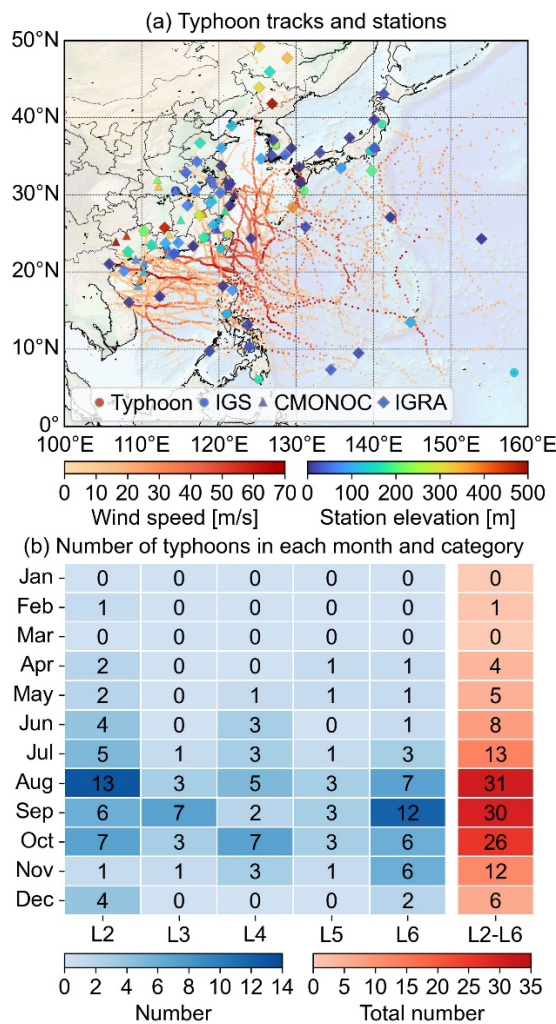 (a) Typhoon tracks and stations
50°N
40°N
30°N
20°N
10°N
0°
Typhoon IGS CMONOC IGRA
100°E 110°E 120°E 130°E 140°E 150°E 160°E
0 10 20 30 40 50 60 70 0 100 200 300 400 500
Wind speed [m/s] Station elevation [m]
(b) Number of typhoons in each month and category
Jan 0 0 0 0 0 0
Feb 1 0 0 0 0 1
Mar 0 0 0 0 0 0
Apr 2 0 0 1 1 4
May 2 0 1 1 1 5
Jun 4 0 3 0 1 8
Jul 5 1 3 1 3 13
Aug 13 3 5 3 7 31
Sep 6 7 2 3 12 30
Oct 7 3 7 3 6 26
Nov 1 1 3 1 6 12
Dec 4 0 0 0 2 6
L2 L3 L4 L5 L6 L2-L6
0 2 4 6 8 10 12 14 0 5 10 15 20 25 30 35
Number Total number